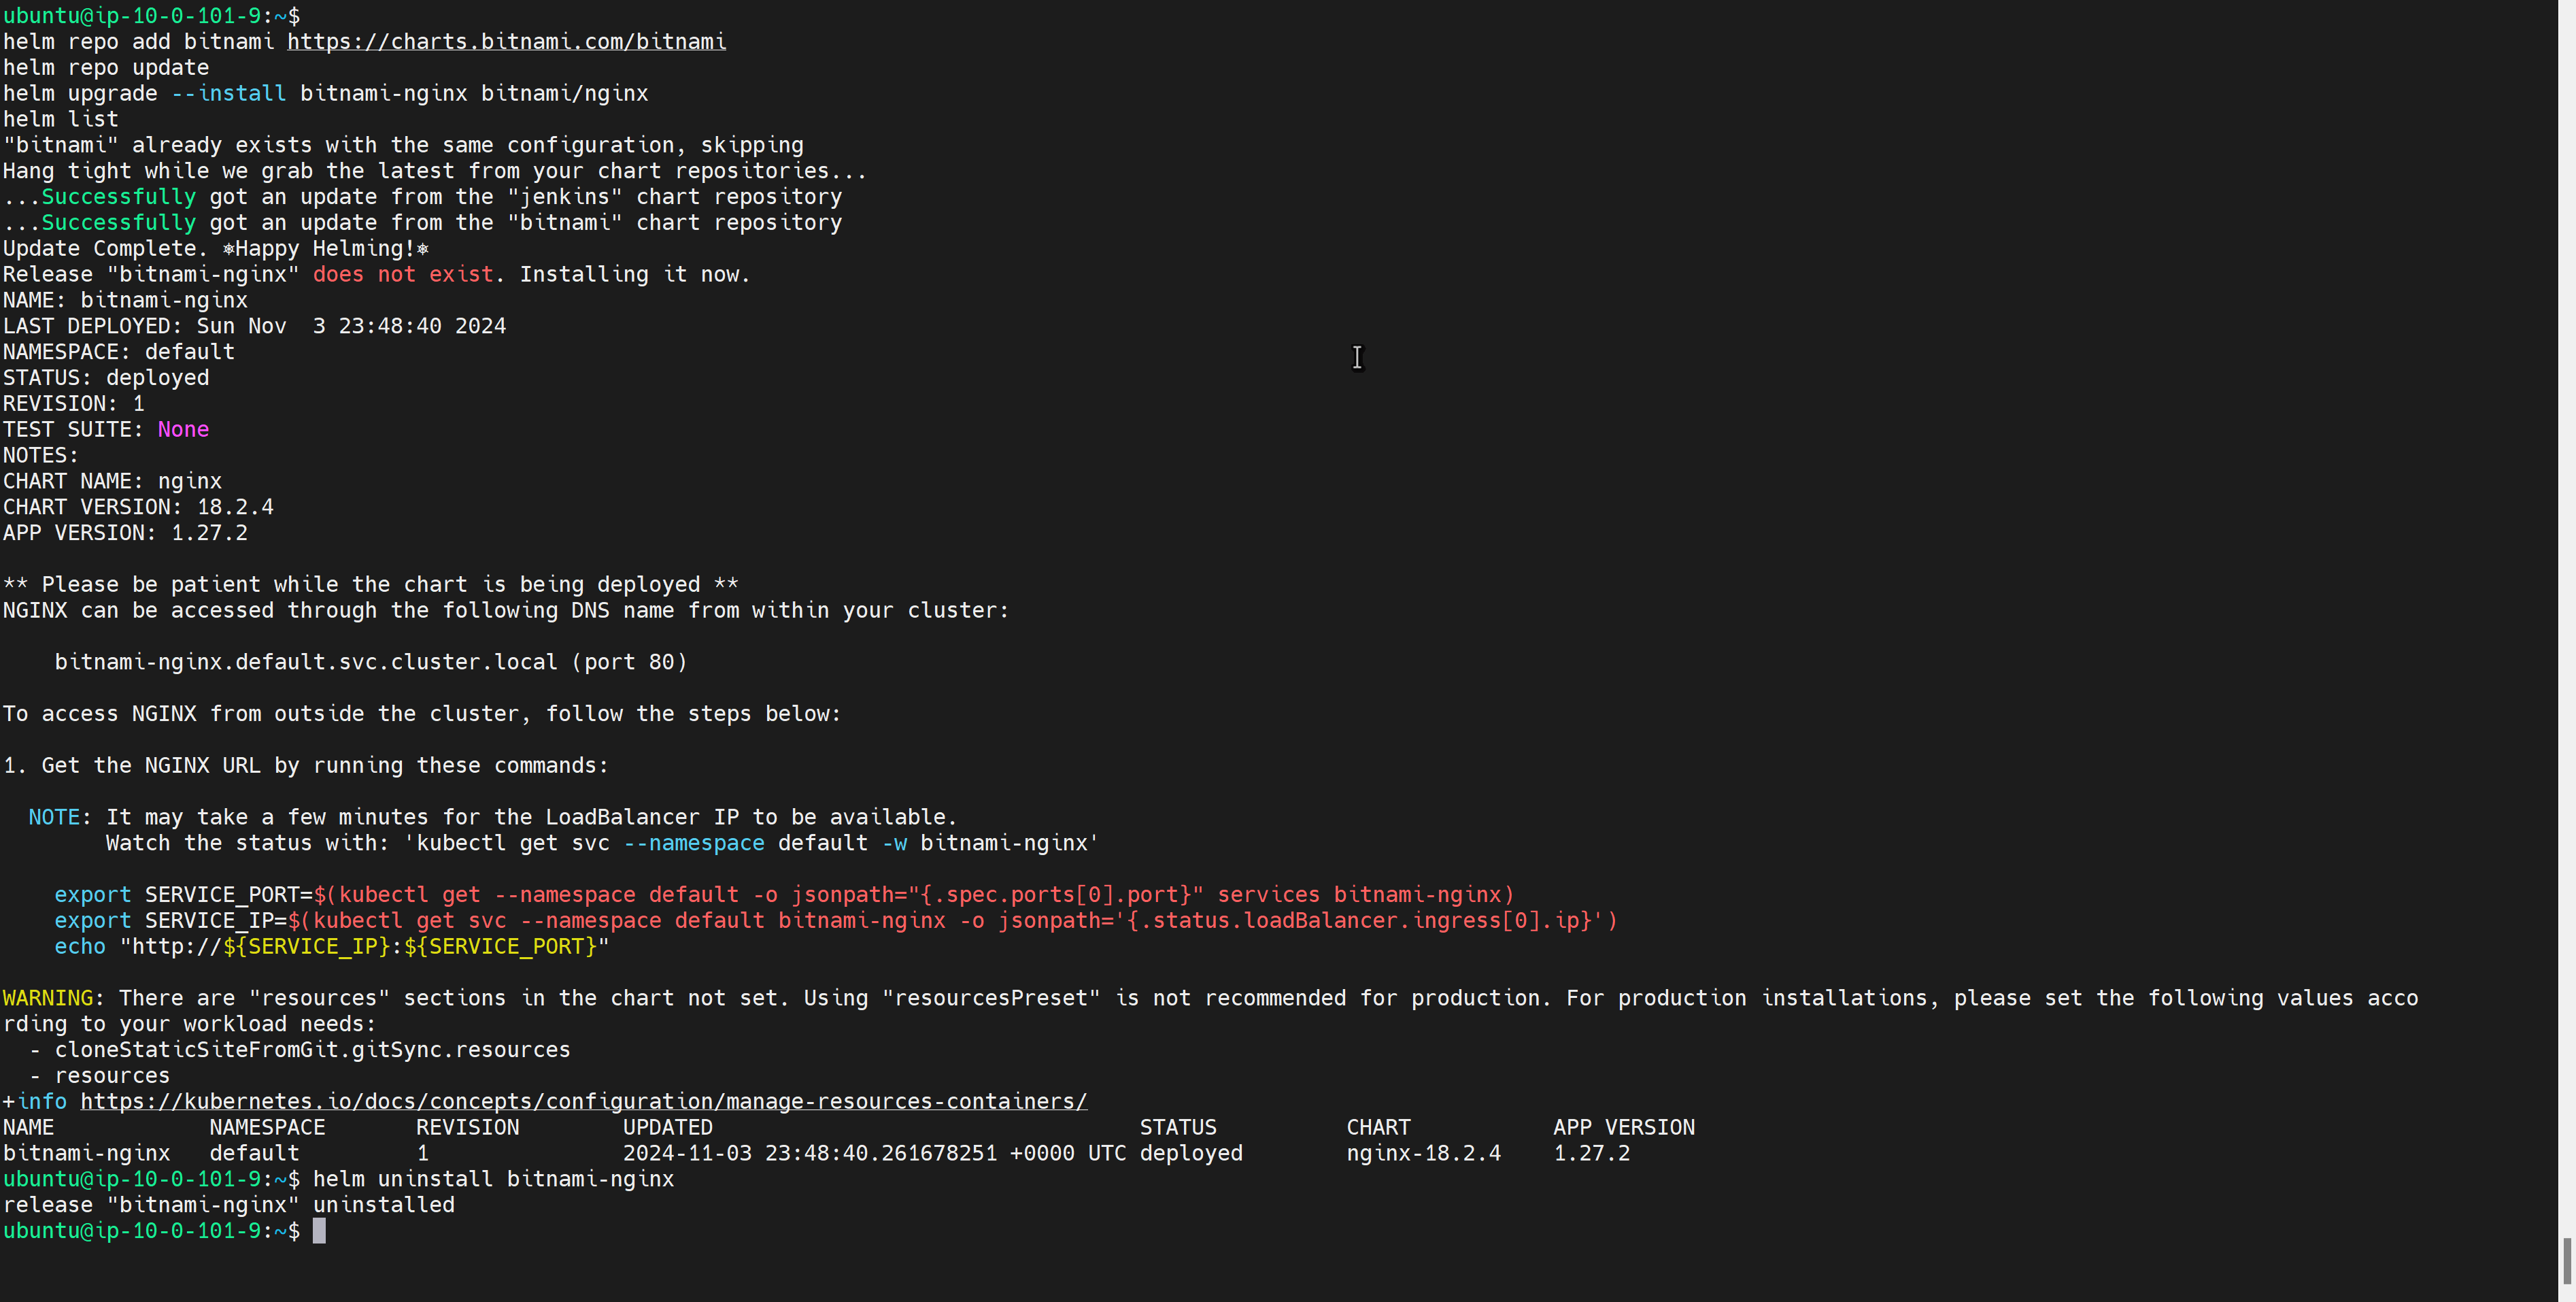 ubuntu@ip-10-0-101-9:~$
helm repo add bitnami https://charts.bitnami.com/bitnami
helm repo update
helm upgrade --install bitnami-nginx bitnami/nginx
helm list
"bitnami" already exists with the same configuration, skipping
Hang tight while we grab the latest from your chart repositories...
...Successfully got an update from the "jenkins" chart repository
...Successfully got an update from the "bitnami" chart repository
Update Complete. ⎈Happy Helming!⎈
Release "bitnami-nginx" does not exist. Installing it now.
NAME: bitnami-nginx
LAST DEPLOYED: Sun Nov  3 23:48:40 2024
NAMESPACE: default
STATUS: deployed
REVISION: 1
TEST SUITE: None
NOTES:
CHART NAME: nginx
CHART VERSION: 18.2.4
APP VERSION: 1.27.2
** Please be patient while the chart is being deployed **
NGINX can be accessed through the following DNS name from within your cluster:
    bitnami-nginx.default.svc.cluster.local (port 80)
To access NGINX from outside the cluster, follow the steps below:
1. Get the NGINX URL by running these commands:
  NOTE: It may take a few minutes for the LoadBalancer IP to be available.
        Watch the status with: 'kubectl get svc --namespace default -w bitnami-nginx'
    export SERVICE_PORT=$(kubectl get --namespace default -o jsonpath="{.spec.ports[0].port}" services bitnami-nginx)
    export SERVICE_IP=$(kubectl get svc --namespace default bitnami-nginx -o jsonpath='{.status.loadBalancer.ingress[0].ip}')
    echo "http://${SERVICE_IP}:${SERVICE_PORT}"
WARNING: There are "resources" sections in the chart not set. Using "resourcesPreset" is not recommended for production. For production installations, please set the following values acco
rding to your workload needs:
  - cloneStaticSiteFromGit.gitSync.resources
  - resources
+info https://kubernetes.io/docs/concepts/configuration/manage-resources-containers/
NAME            NAMESPACE       REVISION        UPDATED                                 STATUS          CHART           APP VERSION
bitnami-nginx   default         1               2024-11-03 23:48:40.261678251 +0000 UTC deployed        nginx-18.2.4    1.27.2
ubuntu@ip-10-0-101-9:~$ helm uninstall bitnami-nginx
release "bitnami-nginx" uninstalled
ubuntu@ip-10-0-101-9:~$